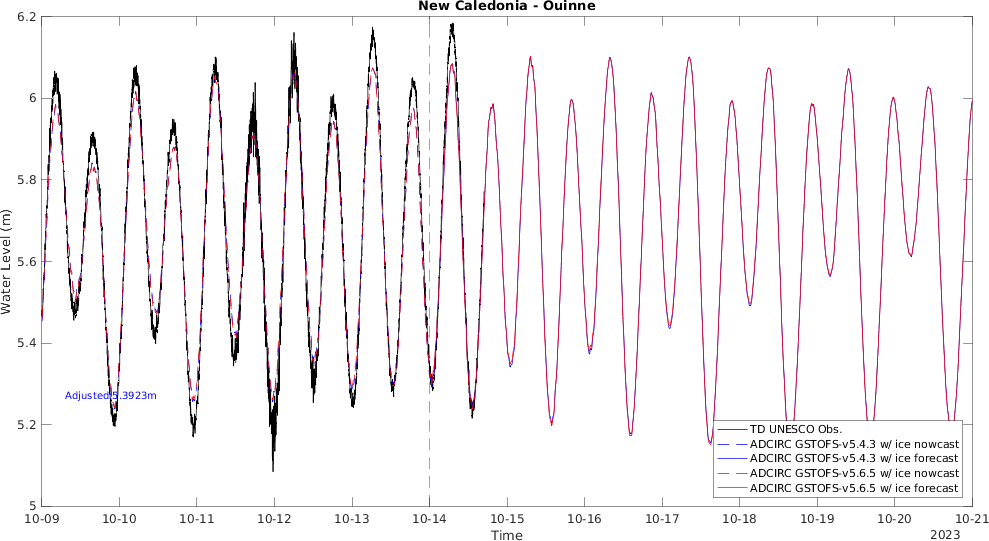 New Caledonia - Ouinne
6.2
6
5.8
5.6
5.4
5.2
5
Water Level (m)
Adjusted 5.3923m
TD UNESCO Obs.
ADCIRC GSTOFS-v5.4.3 w/ ice nowcast
ADCIRC GSTOFS-v5.4.3 w/ ice forecast
ADCIRC GSTOFS-v5.6.5 w/ ice nowcast
ADCIRC GSTOFS-v5.6.5 w/ ice forecast
10-09 10-10 10-11 10-12 10-13 10-14 10-15 10-16 10-17 10-18 10-19 10-20 10-21
Time
2023